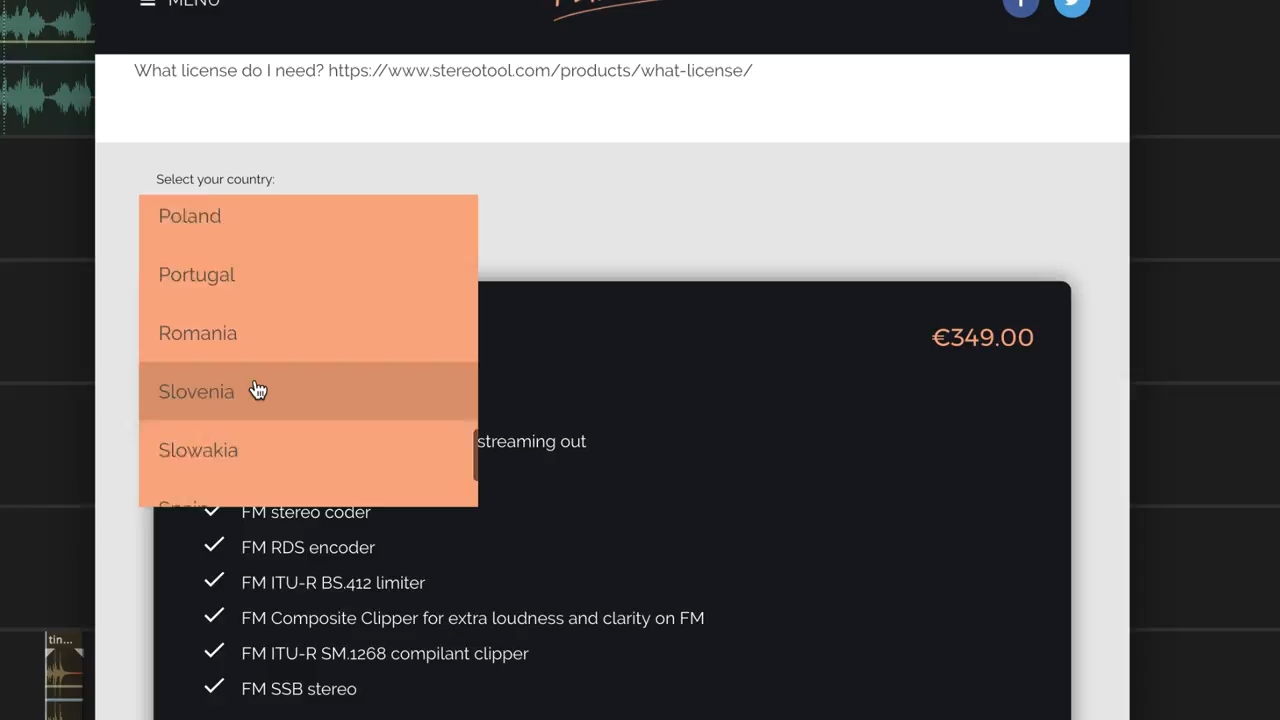 MENU
What license do I need? https://www.stereotool.com/products/what-license/
Select your country:
Poland
Portugal
Romania
€349.00
Slovenia
streaming out
Slowakia
FM stereo coder
FM RDS encoder
FM ITU-R BS.412 limiter
FM Composite Clipper for extra loudness and clarity on FM
FM ITU-R SM.1268 compilant clipper
FM SSB stereo
tin...